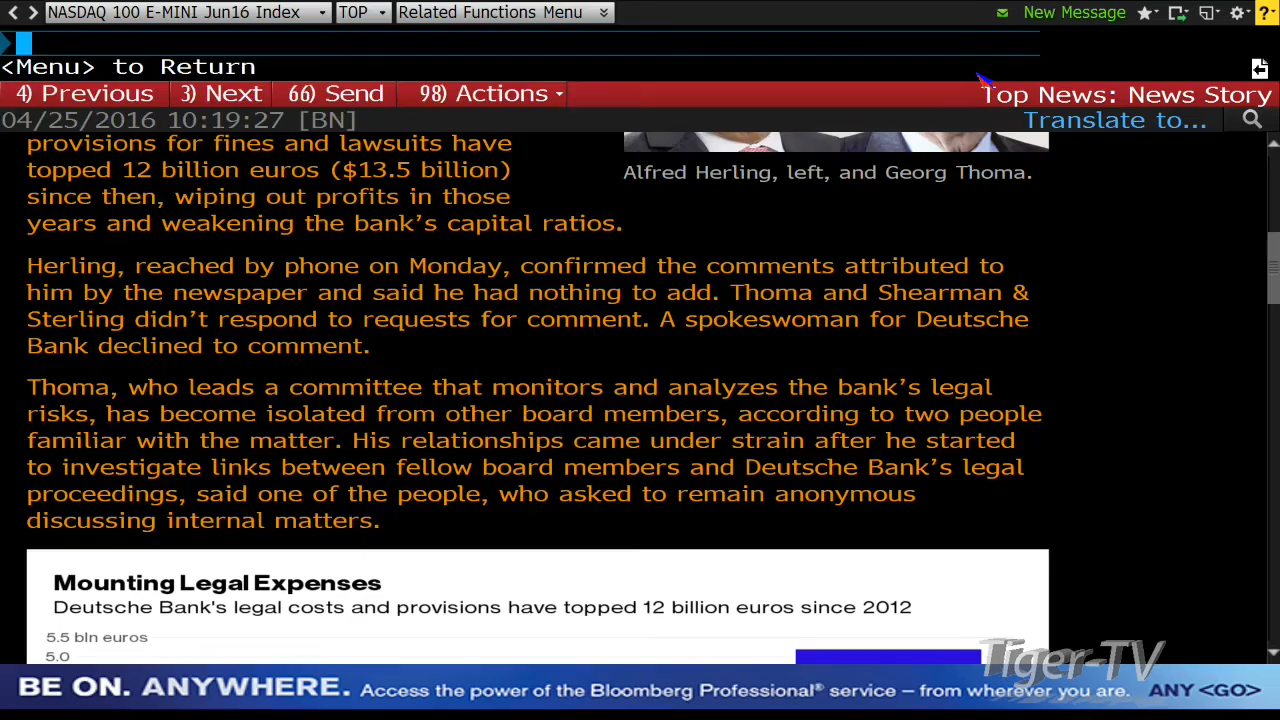 NASDAQ 100 E-MINI Jun16 Index TOP Related Functions Menu New Message ?
<Menu> to Return
4) Previous 3) Next 66) Send 98) Actions Top News: News Story
04/25/2016 10:19:27 [BN] Translate to...
provisions for fines and lawsuits have
topped 12 billion euros ($13.5 billion)
since then, wiping out profits in those
years and weakening the bank's capital ratios.
Alfred Herling, left, and Georg Thoma.
Herling, reached by phone on Monday, confirmed the comments attributed to
him by the newspaper and said he had nothing to add. Thoma and Shearman &
Sterling didn't respond to requests for comment. A spokeswoman for Deutsche
Bank declined to comment.
Thoma, who leads a committee that monitors and analyzes the bank's legal
risks, has become isolated from other board members, according to two people
familiar with the matter. His relationships came under strain after he started
to investigate links between fellow board members and Deutsche Bank's legal
proceedings, said one of the people, who asked to remain anonymous
discussing internal matters.
Mounting Legal Expenses
Deutsche Bank's legal costs and provisions have topped 12 billion euros since 2012
5.5 bln euros
5.0
Tiger-TV
BE ON. ANYWHERE. Access the power of the Bloomberg Professional® service – from wherever you are. ANY <GO>